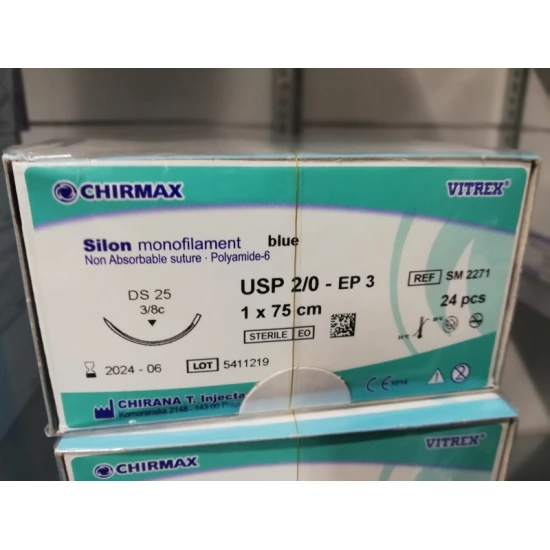 CHIRMAX
VITREX®
Silon monofilament blue
Non Absorbable suture · Polyamide-6
USP 2/0 - EP 3
REF SM 2271
DS 25
3/8c
1 x 75 cm
24 pcs
STERILE EO
2024 - 06
LOT 5411219
CHIRANA T. Injecta
CE
CHIRMAX
VITREX®